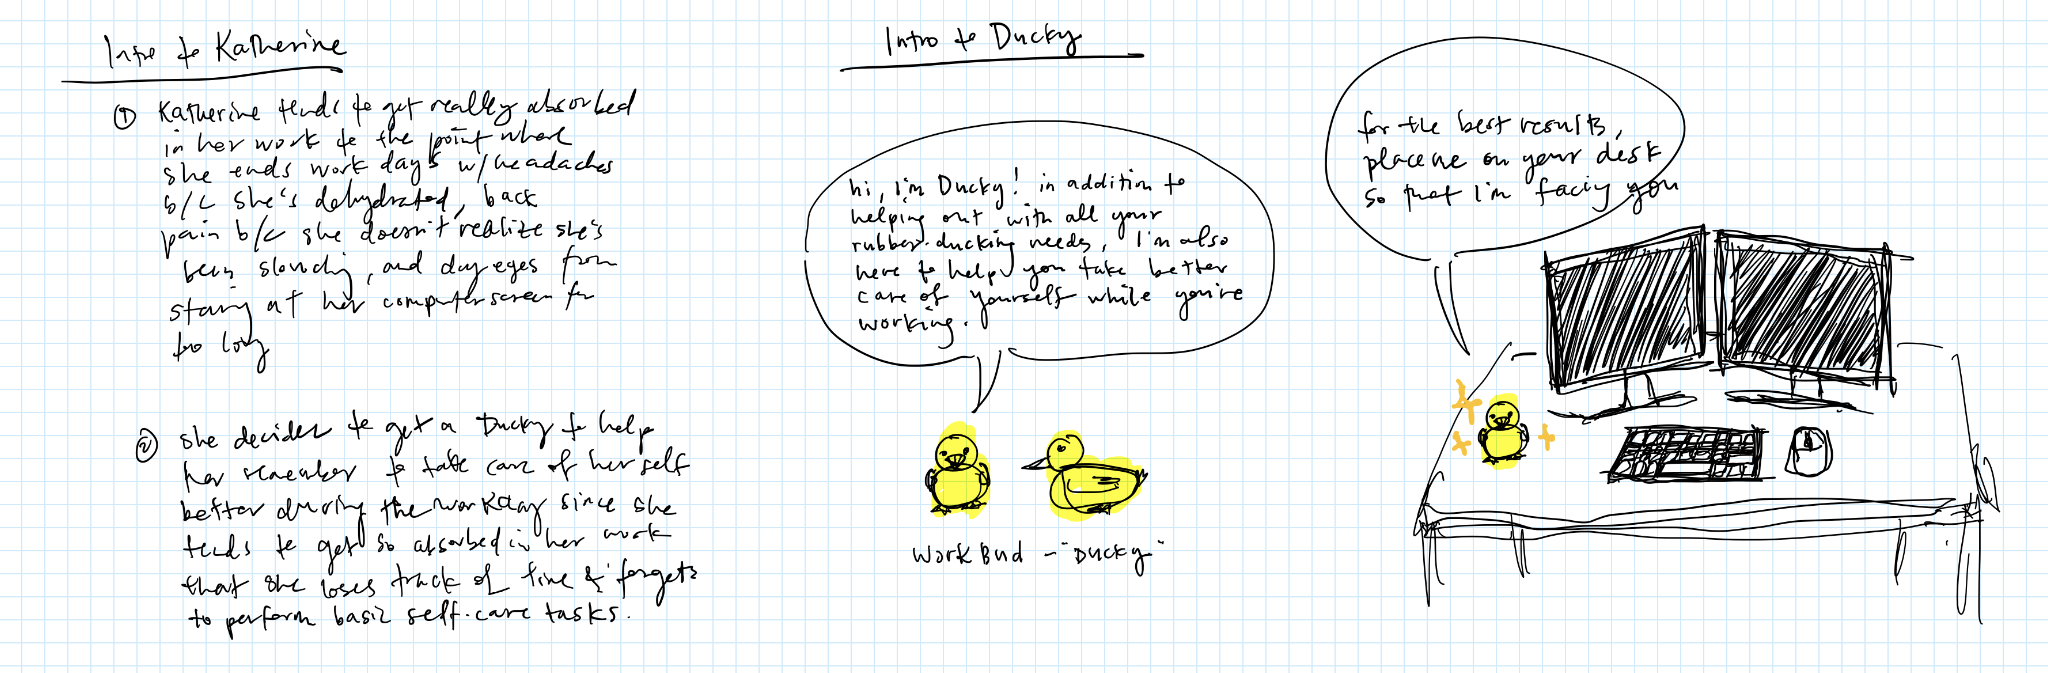 Intro to Katherine
① Katherine tends to get really absorbed
in her work to the point where
she ends work days w/ headaches
b/c she's dehydrated, back
pain b/c she doesn't realize she's
been slouching, and dry eyes from
staring at her computer screen for
too long
② she decides to get a Ducky to help
her remember to take care of herself
better during the workday since she
tends to get so absorbed in her work
that she loses track of time & forgets
to perform basic self-care tasks.
Intro to Ducky
hi, I'm Ducky! in addition to
helping out with all your
rubber-ducking needs, I'm also
here to help you take better
care of yourself while you're
working.
Work Bud - "Ducky"
for the best results,
place me on your desk
so that I'm facing you